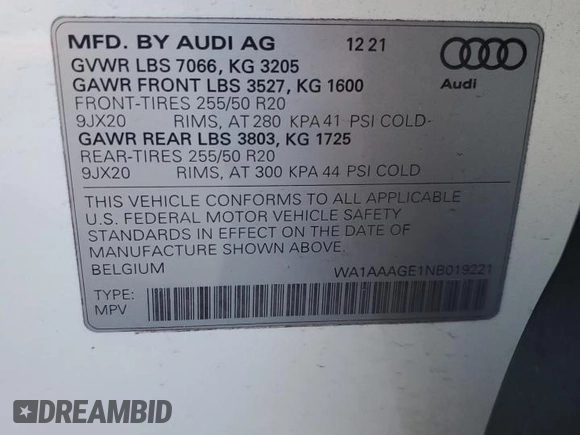 MFD. BY AUDI AG 12 21
GVWR LBS 7066, KG 3205
GAWR FRONT LBS 3527, KG 1600
Audi
FRONT-TIRES 255/50 R20
9JX20 RIMS, AT 280 KPA 41 PSI COLD-
GAWR REAR LBS 3803, KG 1725
REAR-TIRES 255/50 R20
9JX20 RIMS, AT 300 KPA 44 PSI COLD
THIS VEHICLE CONFORMS TO ALL APPLICABLE
U.S. FEDERAL MOTOR VEHICLE SAFETY
STANDARDS IN EFFECT ON THE DATE OF
MANUFACTURE SHOWN ABOVE.
BELGIUM WA1AAAGE1NB019221
TYPE:
MPV
DREAMBID